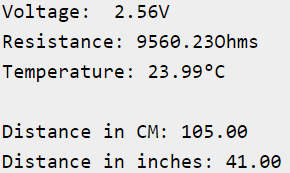 Voltage:  2.56V
Resistance: 9560.23Ohms
Temperature: 23.99°C

Distance in CM: 105.00
Distance in inches: 41.00